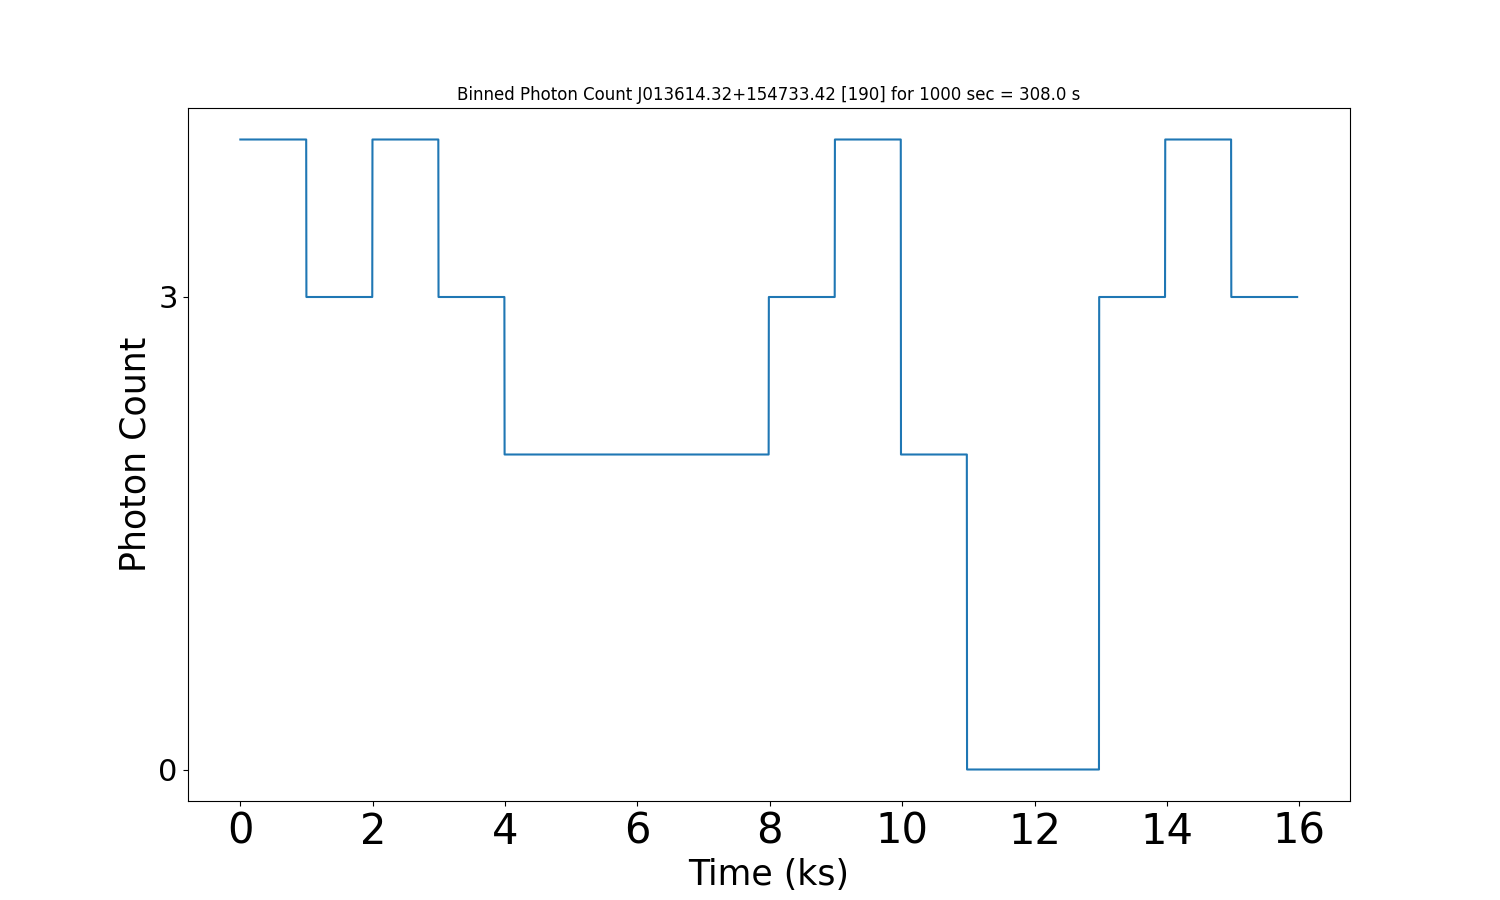 Binned Photon Count J013614.32+154733.42 [190] for 1000 sec = 308.0 s
3
Photon Count
0
0 2 4 6 8 10 12 14 16
Time (ks)